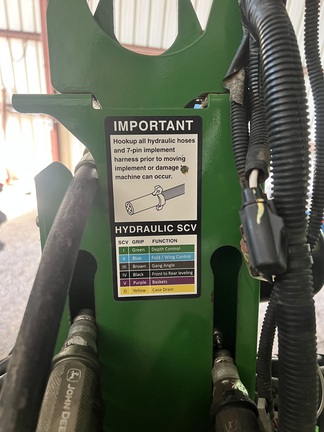 IMPORTANT
Hookup all hydraulic hoses
and 7-pin implement
harness prior to moving
implement or damage to
machine can occur.
HYDRAULIC SCV
SCV GRIP FUNCTION
I Green Depth Control
II Blue Fold / Wing Control
III Brown Gang Angle
IV Black Front to Rear leveling
V Purple Baskets
Yellow Case Drain
JOHN DEERE